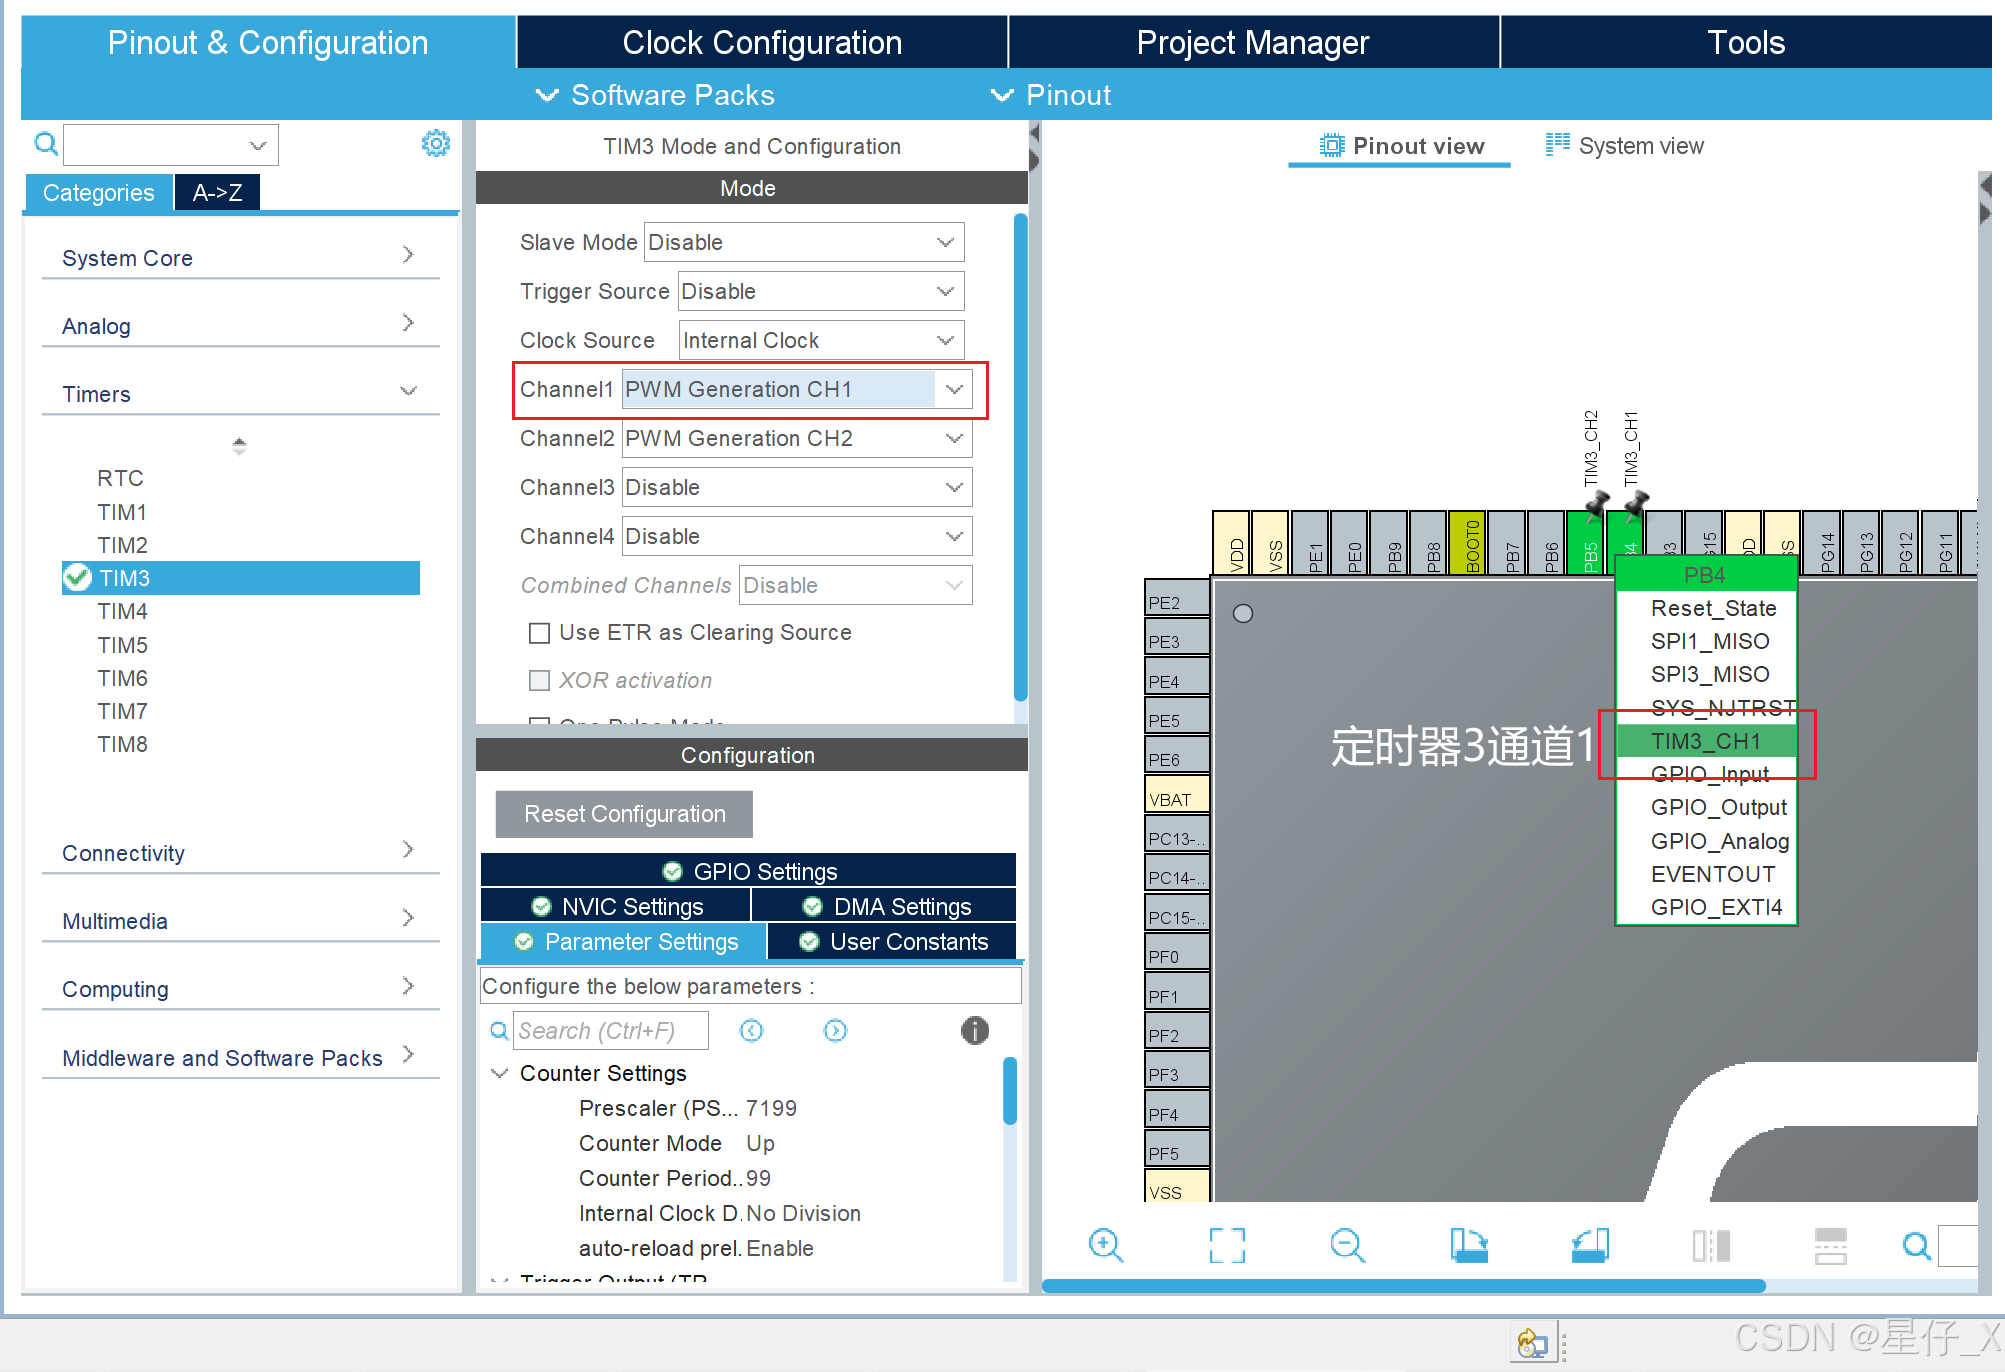 Pinout & Configuration
Clock Configuration
Project Manager
Tools
Software Packs
Pinout
Categories
A->Z
System Core
Analog
Timers
RTC
TIM1
TIM2
TIM3
TIM4
TIM5
TIM6
TIM7
TIM8
Connectivity
Multimedia
Computing
Middleware and Software Packs
TIM3 Mode and Configuration
Mode
Slave Mode Disable
Trigger Source Disable
Clock Source Internal Clock
Channel1 PWM Generation CH1
Channel2 PWM Generation CH2
Channel3 Disable
Channel4 Disable
Combined Channels Disable
Use ETR as Clearing Source
XOR activation
One Pulse Mode
Configuration
Reset Configuration
GPIO Settings
NVIC Settings
DMA Settings
Parameter Settings
User Constants
Configure the below parameters :
Search (Ctrl+F)
Counter Settings
Prescaler (PS... 7199
Counter Mode Up
Counter Period.. 99
Internal Clock D. No Division
auto-reload prel. Enable
Trigger Output (TR
Pinout view
System view
TIM3_CH2
TIM3_CH1
VDD
VSS
PE1
PE0
PB9
PB8
BOOT0
PB7
PB6
PB5
PG14
PG13
PG12
PG11
PE2
PE3
PE4
PE5
PE6
VBAT
PC13-..
PC14-..
PC15-..
PF0
PF1
PF2
PF3
PF4
PF5
VSS
PB4
Reset_State
SPI1_MISO
SPI3_MISO
SYS_NJTRST
TIM3_CH1
GPIO_Input
GPIO_Output
GPIO_Analog
EVENTOUT
GPIO_EXTI4
定时器3通道1
CSDN @星仔_X